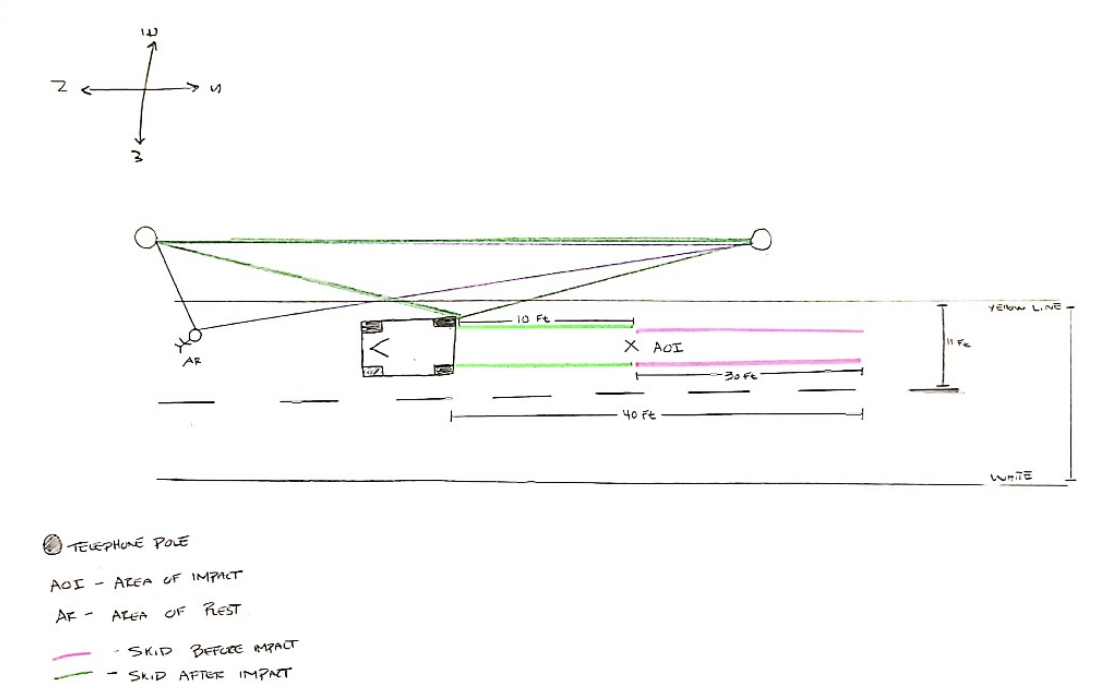 E
N S
W
YELLOW LINE
10 Ft
X AOI
11 Ft
AR
30 Ft
40 Ft
WHITE
TELEPHONE POLE
AOI - AREA OF IMPACT
AR - AREA OF REST
- SKID BEFORE IMPACT
- SKID AFTER IMPACT